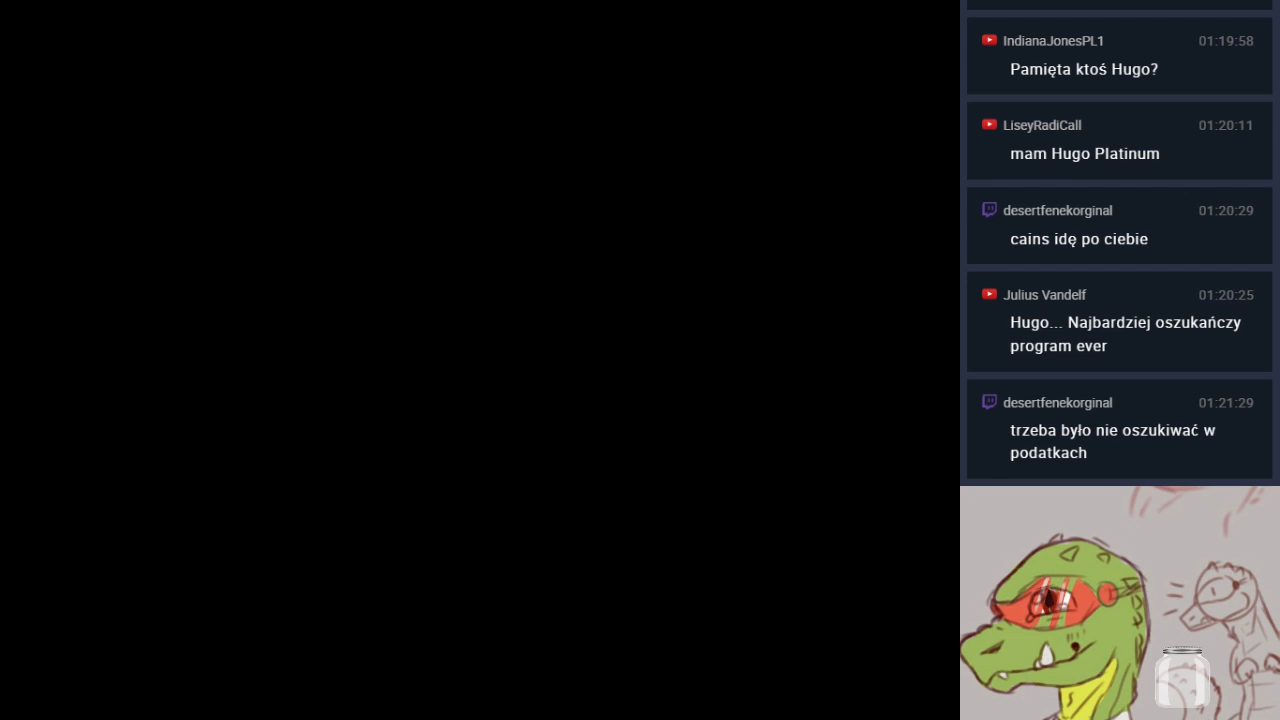 IndianaJonesPL1 01:19:58
Pamięta ktoś Hugo?
LiseyRadiCall 01:20:11
mam Hugo Platinum
desertfenekorginal 01:20:29
cains idę po ciebie
Julius Vandelf 01:20:25
Hugo... Najbardziej oszukańczy
program ever
desertfenekorginal 01:21:29
trzeba było nie oszukiwać w
podatkach